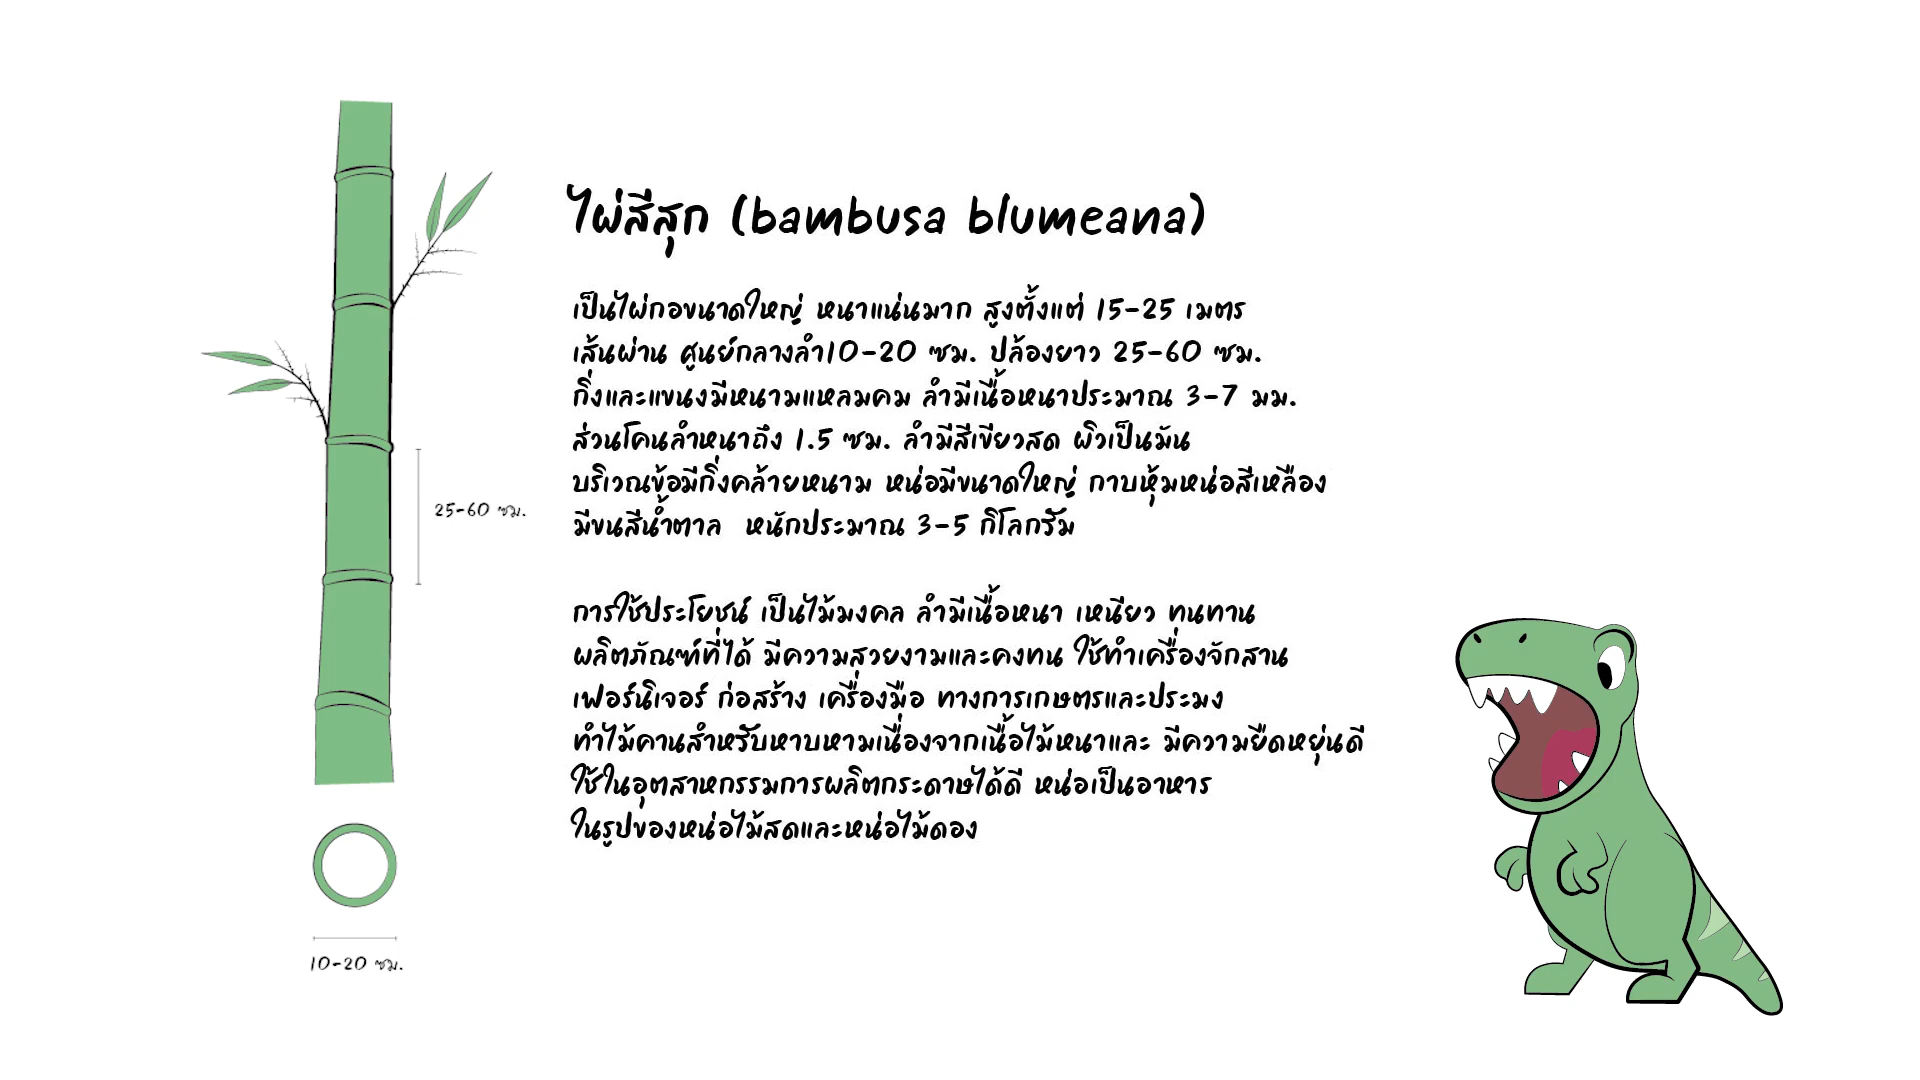 ไผ่สีสุก (bambusa blumeana)
เป็นไผ่กอขนาดใหญ่ หนาแน่นมาก สูงตั้งแต่ 15-25 เมตร
เส้นผ่าน ศูนย์กลางลำ10-20 ซม. ปล้องยาว 25-60 ซม.
กิ่งและแขนงมีหนามแหลมคม ลำมีเนื้อหนาประมาณ 3-7 มม.
ส่วนโคนลำหนาถึง 1.5 ซม. ลำมีสีเขียวสด ผิวเป็นมัน
บริเวณข้อมีกิ่งคล้ายหนาม หน่อมีขนาดใหญ่ กาบหุ้มหน่อสีเหลือง
มีขนสีน้ำตาล หนักประมาณ 3-5 กิโลกรัม
การใช้ประโยชน์ เป็นไม้มงคล ลำมีเนื้อหนา เหนียว ทนทาน
ผลิตภัณฑ์ที่ได้ มีความสวยงามและคงทน ใช้ทำเครื่องจักสาน
เฟอร์นิเจอร์ ก่อสร้าง เครื่องมือ ทางการเกษตรและประมง
ทำไม้คานสำหรับหาบหามเนื่องจากเนื้อไม้หนาและ มีความยืดหยุ่นดี
ใช้ในอุตสาหกรรมการผลิตกระดาษได้ดี หน่อเป็นอาหาร
ในรูปของหน่อไม้สดและหน่อไม้ดอง
25-60 ซม.
10-20 ซม.